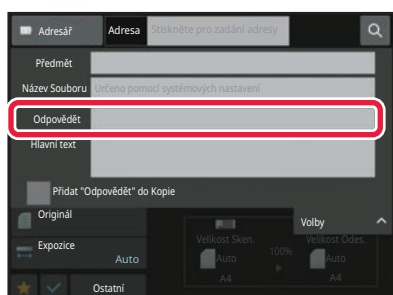 Adresář Adresa Stiskněte pro zadání adresy
Předmět
Název Souboru Určeno pomocí systémových nastavení
Odpovědět
Hlavní text
Přidat "Odpovědět" do Kopie
Originál
Volby
Expozice
Auto
Velikost Sken. 100% Velikost Odes.
Auto Auto
A4 A4
Ostatní